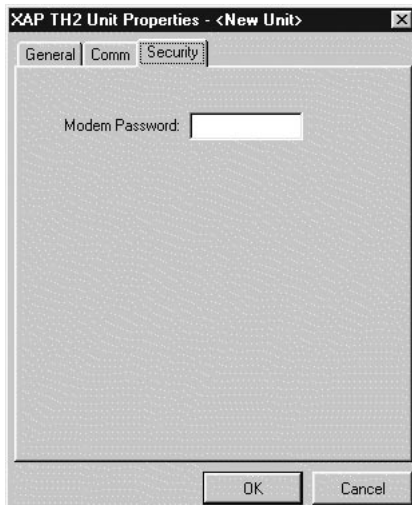 XAP TH2 Unit Properties - <New Unit>
General Comm Security
Modem Password:
OK Cancel